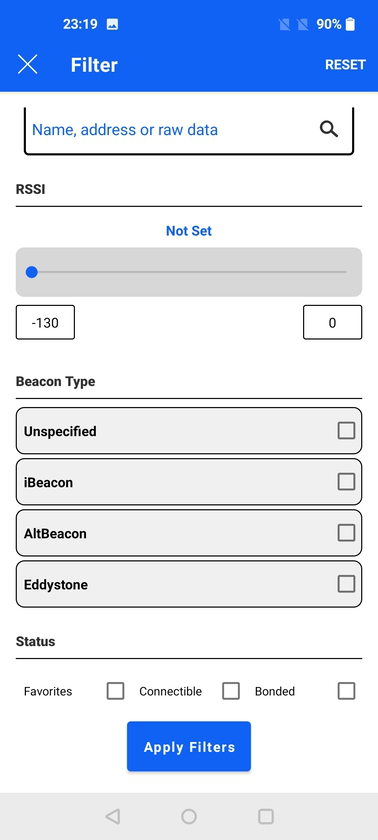 23:19
90%
Filter
RESET
Name, address or raw data
RSSI
Not Set
-130
0
Beacon Type
Unspecified
iBeacon
AltBeacon
Eddystone
Status
Favorites Connectible Bonded
Apply Filters